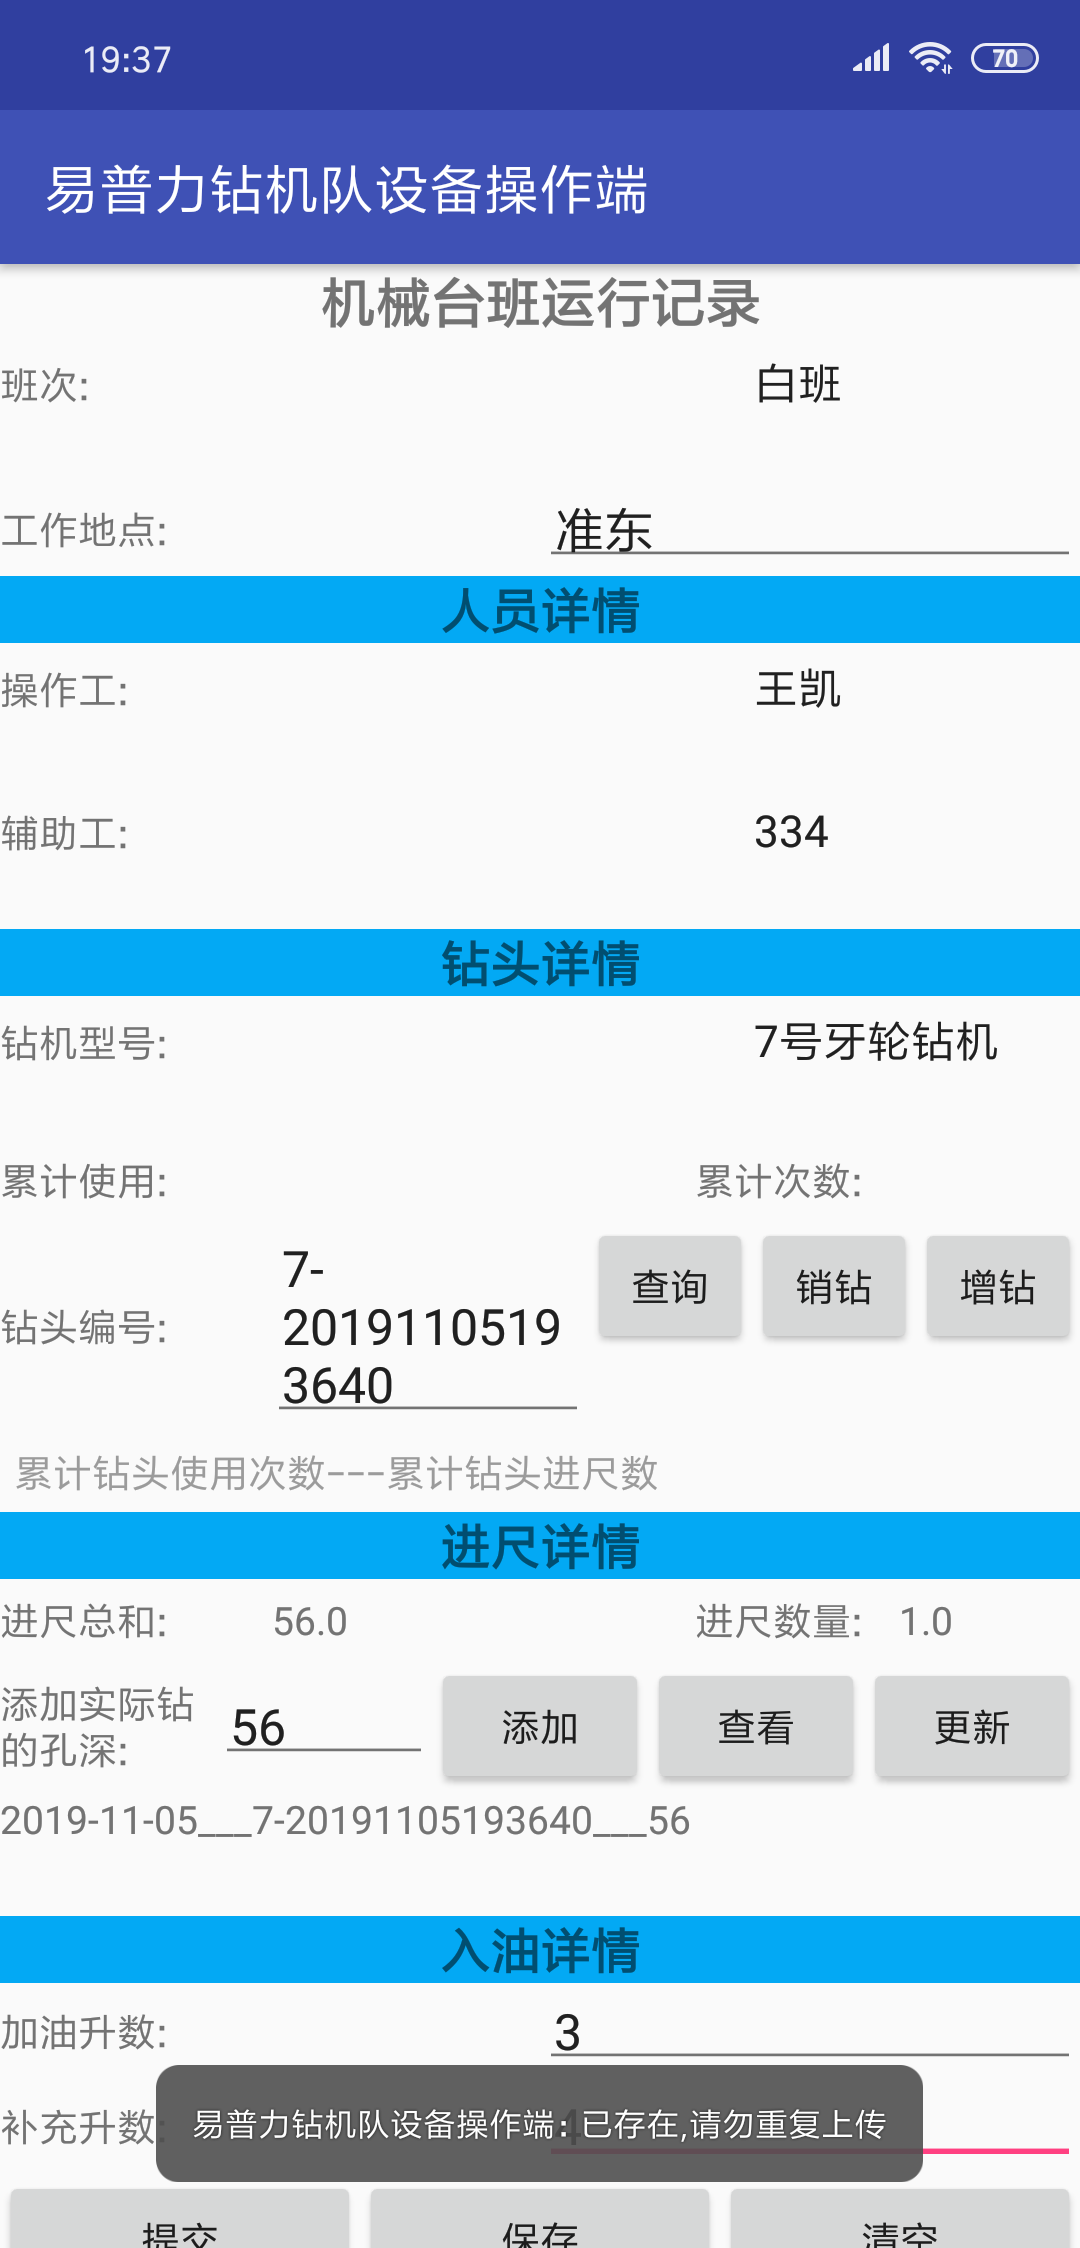 19:37
70
易普力钻机队设备操作端
机械台班运行记录
班次: 白班
工作地点: 准东
人员详情
操作工: 王凯
辅助工: 334
钻头详情
钻机型号: 7号牙轮钻机
累计使用: 累计次数:
钻头编号:
7-
2019110519
3640
查询 销钻 增钻
累计钻头使用次数---累计钻头进尺数
进尺详情
进尺总和: 56.0 进尺数量: 1.0
添加实际钻
的孔深:
56 添加 查看 更新
2019-11-05___7-20191105193640___56
入油详情
加油升数: 3
补充升数: 4
易普力钻机队设备操作端: 已存在,请勿重复上传
提交 保存 清空